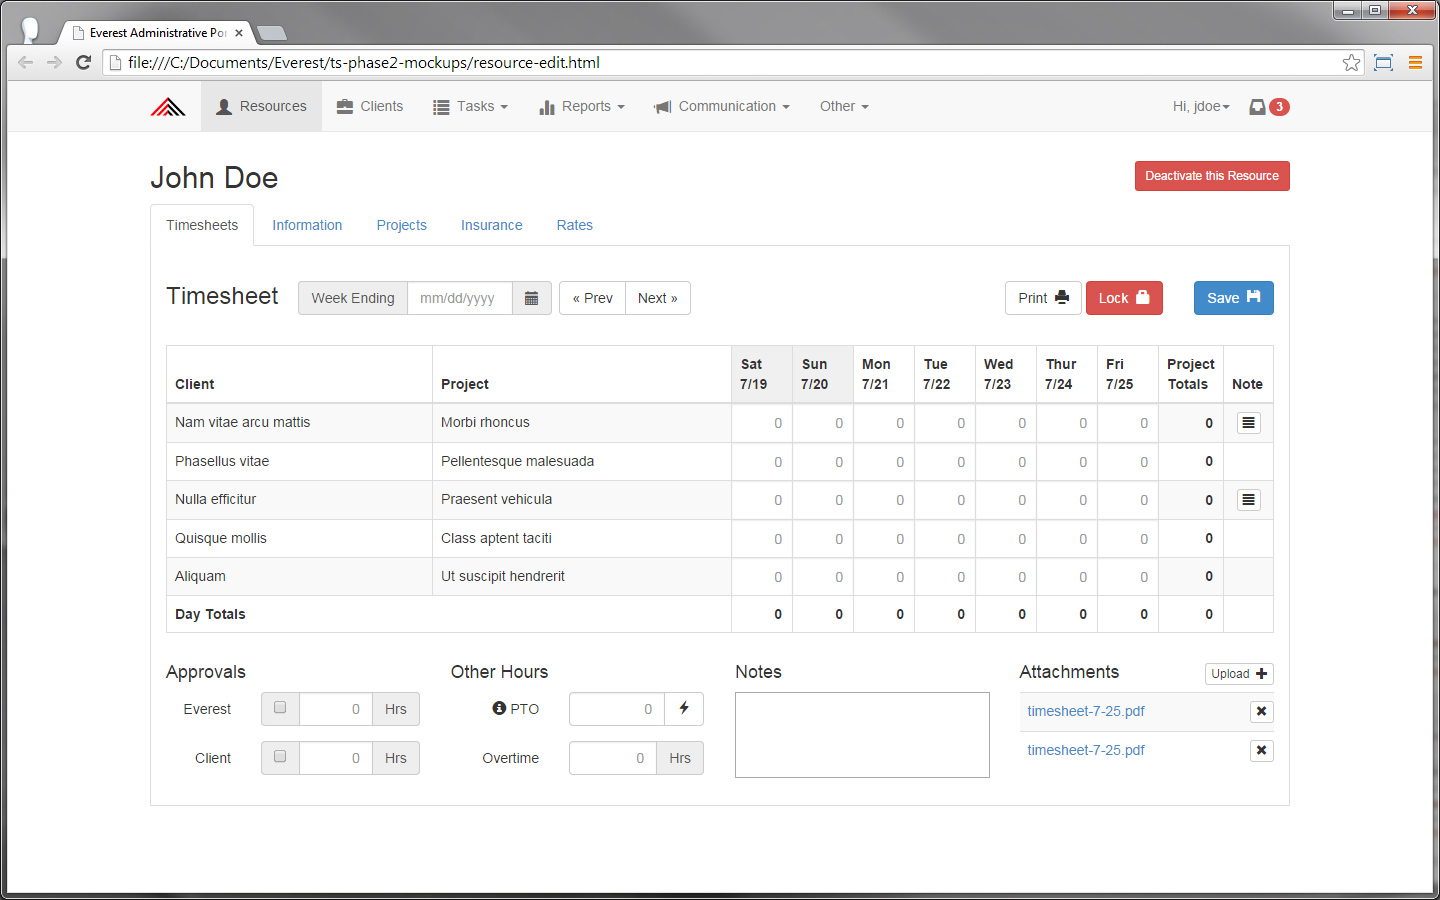 Everest Administrative Por
file:///C:/Documents/Everest/ts-phase2-mockups/resource-edit.html
Resources Clients Tasks Reports Communication Other Hi, jdoe 3
John Doe Deactivate this Resource
Timesheets Information Projects Insurance Rates
Timesheet Week Ending mm/dd/yyyy « Prev Next » Print Lock Save
Sat Sun Mon Tue Wed Thur Fri Project
Client Project 7/19 7/20 7/21 7/22 7/23 7/24 7/25 Totals Note
Nam vitae arcu mattis Morbi rhoncus 0 0 0 0 0 0 0 0
Phasellus vitae Pellentesque malesuada 0 0 0 0 0 0 0 0
Nulla efficitur Praesent vehicula 0 0 0 0 0 0 0 0
Quisque mollis Class aptent taciti 0 0 0 0 0 0 0 0
Aliquam Ut suscipit hendrerit 0 0 0 0 0 0 0 0
Day Totals 0 0 0 0 0 0 0 0
Approvals Other Hours Notes Attachments Upload
Everest 0 Hrs PTO 0 timesheet-7-25.pdf
Client 0 Hrs Overtime 0 Hrs timesheet-7-25.pdf